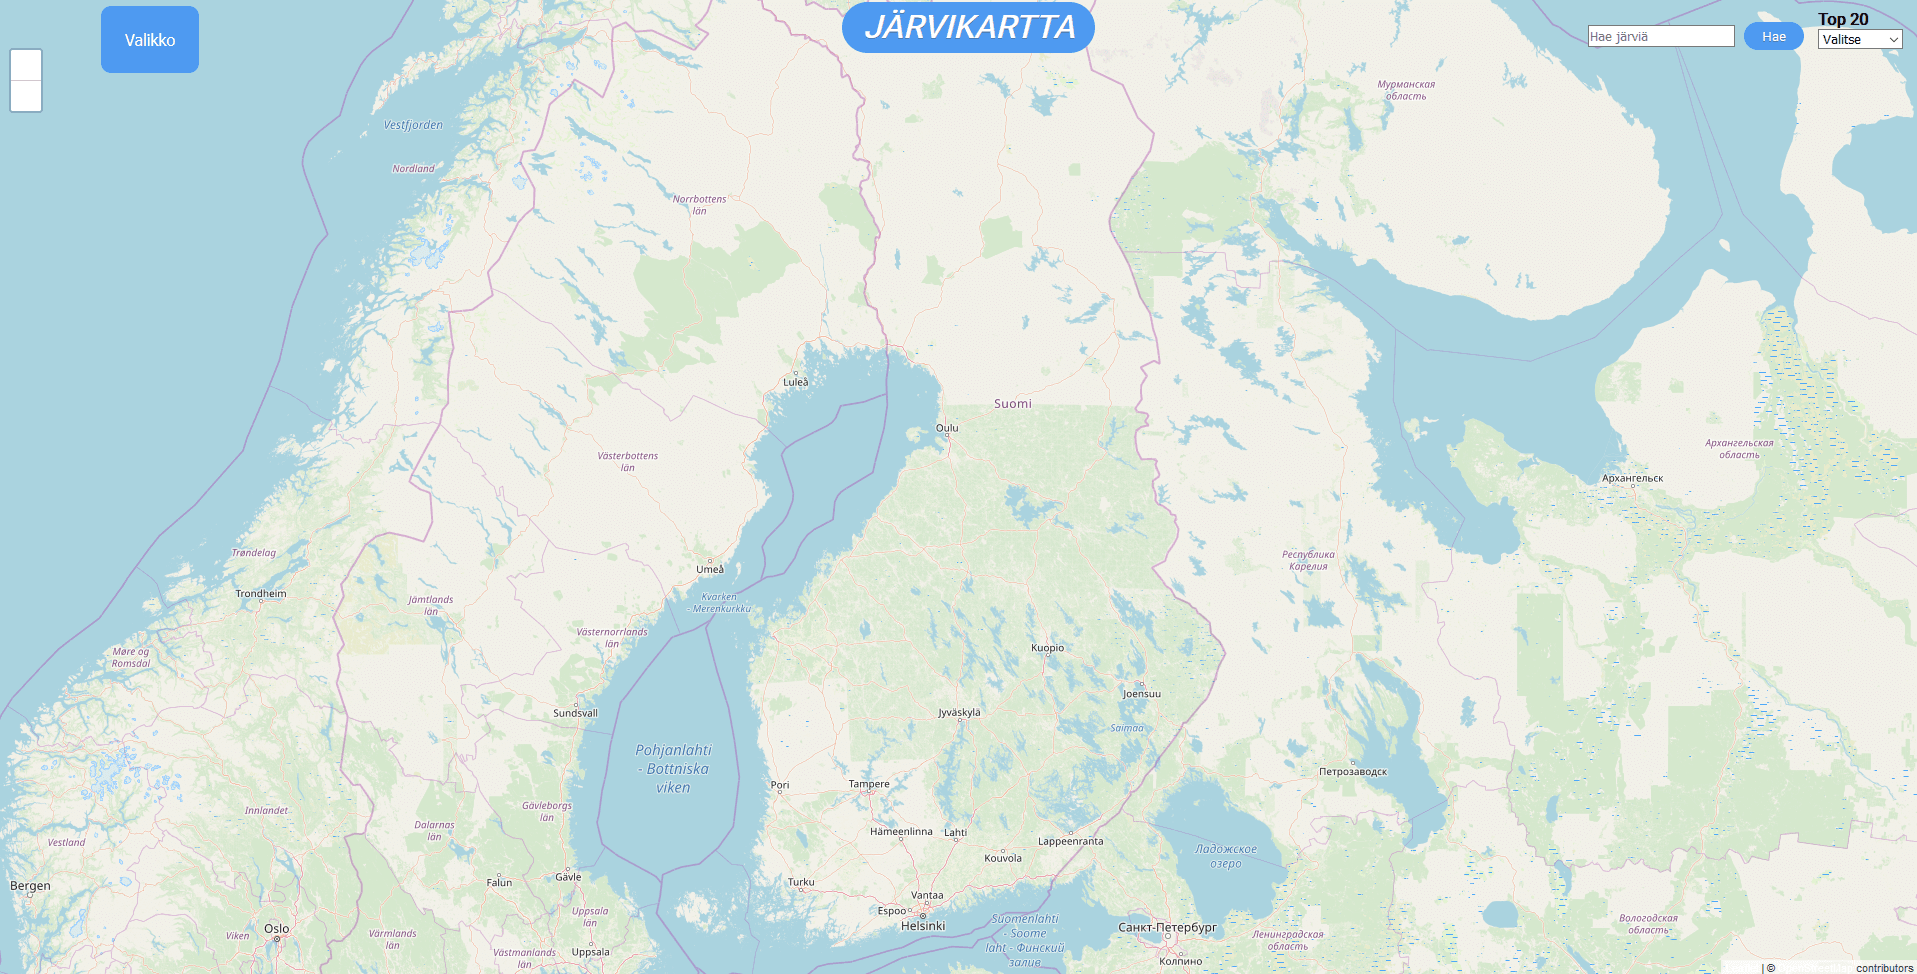 Valikko
JÄRVIKARTTA
Hae järviä
Hae
Top 20
Valitse
Мурманская
область
Vestfjorden
Nordland
Norrbottens
län
Luleå
Suomi
Oulu
Västerbottens
län
Архангельская
область
Архангельск
Trøndelag
Trondheim
Umeå
Республика
Карелия
Kvarken
- Merenkurkku
Jämtlands
län
Västernorrlands
län
Møre og
Romsdal
Kuopio
Joensuu
Sundsvall
Jyväskylä
Saimaa
Pohjanlahti
- Bottniska
viken
Петрозаводск
Pori
Tampere
Innlandet
Gävleborgs
län
Dalarnas
län
Hämeenlinna
Lahti
Lappeenranta
Vestland
Kouvola
Ладожское
озеро
Bergen
Falun
Gävle
Turku
Vantaa
Espoo
Helsinki
Uppsala
län
Suomenlahti
- Soome
laht - Финский
залив
Санкт-Петербург
Вологодская
область
Oslo
Viken
Värmlands
län
Ленинградская
область
Västmanlands
län
Uppsala
Колпино
| © contributors